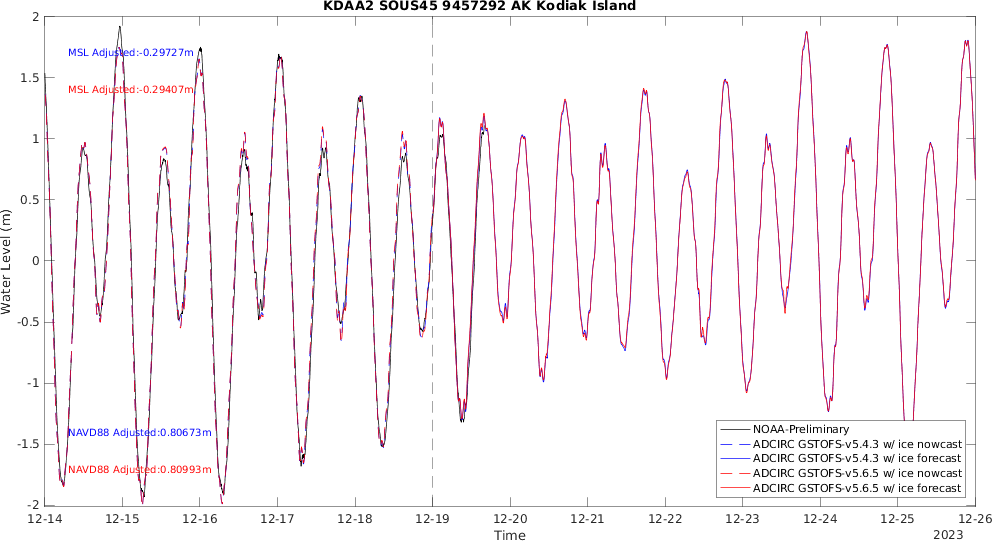 KDAA2 SOUS45 9457292 AK Kodiak Island
2
1.5
1
0.5
0
-0.5
-1
-1.5
-2
Water Level (m)
MSL Adjusted:-0.29727m
MSL Adjusted:-0.29407m
NAVD88 Adjusted:0.80673m
NAVD88 Adjusted:0.80993m
NOAA-Preliminary
ADCIRC GSTOFS-v5.4.3 w/ ice nowcast
ADCIRC GSTOFS-v5.4.3 w/ ice forecast
ADCIRC GSTOFS-v5.6.5 w/ ice nowcast
ADCIRC GSTOFS-v5.6.5 w/ ice forecast
12-14 12-15 12-16 12-17 12-18 12-19 12-20 12-21 12-22 12-23 12-24 12-25 12-26
Time
2023